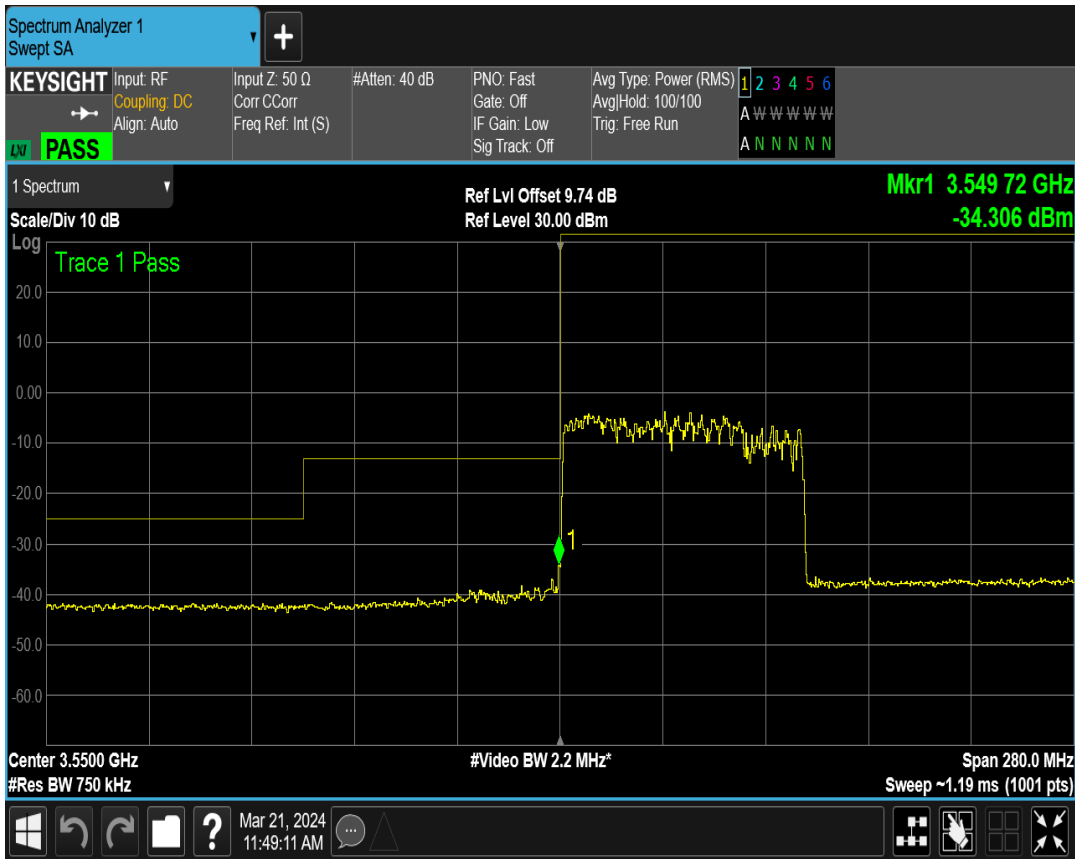 Spectrum Analyzer 1
Swept SA
+
KEYSIGHT
LXI PASS
Input: RF
Coupling: DC
Align: Auto
Input Z: 50 Ω
Corr CCorr
Freq Ref: Int (S)
#Atten: 40 dB
PNO: Fast
Gate: Off
IF Gain: Low
Sig Track: Off
Avg Type: Power (RMS)
Avg|Hold: 100/100
Trig: Free Run
1 2 3 4 5 6
A W W W W W
A N N N N N
1 Spectrum
Scale/Div 10 dB
Ref Lvl Offset 9.74 dB
Ref Level 30.00 dBm
Mkr1 3.549 72 GHz
-34.306 dBm
Log
Trace 1 Pass
20.0
10.0
0.00
-10.0
-20.0
-30.0
-40.0
-50.0
-60.0
1
Center 3.5500 GHz
#Res BW 750 kHz
#Video BW 2.2 MHz*
Span 280.0 MHz
Sweep ~1.19 ms (1001 pts)
?
Mar 21, 2024
11:49:11 AM